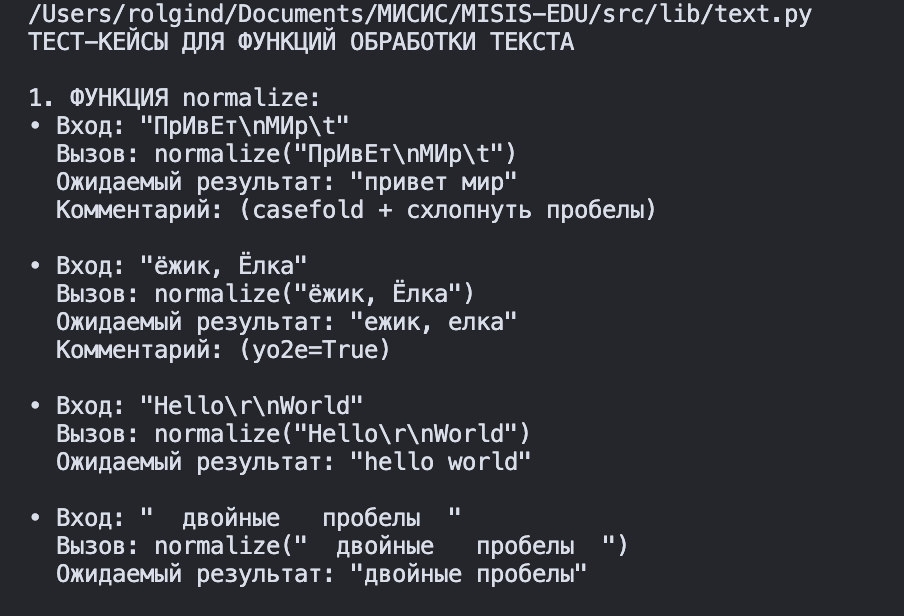 /Users/rolgind/Documents/МИСИС/MISIS-EDU/src/lib/text.py
ТЕСТ-КЕЙСЫ ДЛЯ ФУНКЦИЙ ОБРАБОТКИ ТЕКСТА
1. ФУНКЦИЯ normalize:
• Вход: "ПрИвЕт\nМИр\t"
Вызов: normalize("ПрИвЕт\nМИр\t")
Ожидаемый результат: "привет мир"
Комментарий: (casefold + схлопнуть пробелы)
• Вход: "ёжик, Ёлка"
Вызов: normalize("ёжик, Ёлка")
Ожидаемый результат: "ежик, елка"
Комментарий: (yo2e=True)
• Вход: "Hello\r\nWorld"
Вызов: normalize("Hello\r\nWorld")
Ожидаемый результат: "hello world"
• Вход: "  двойные   пробелы  "
Вызов: normalize("  двойные   пробелы  ")
Ожидаемый результат: "двойные пробелы"